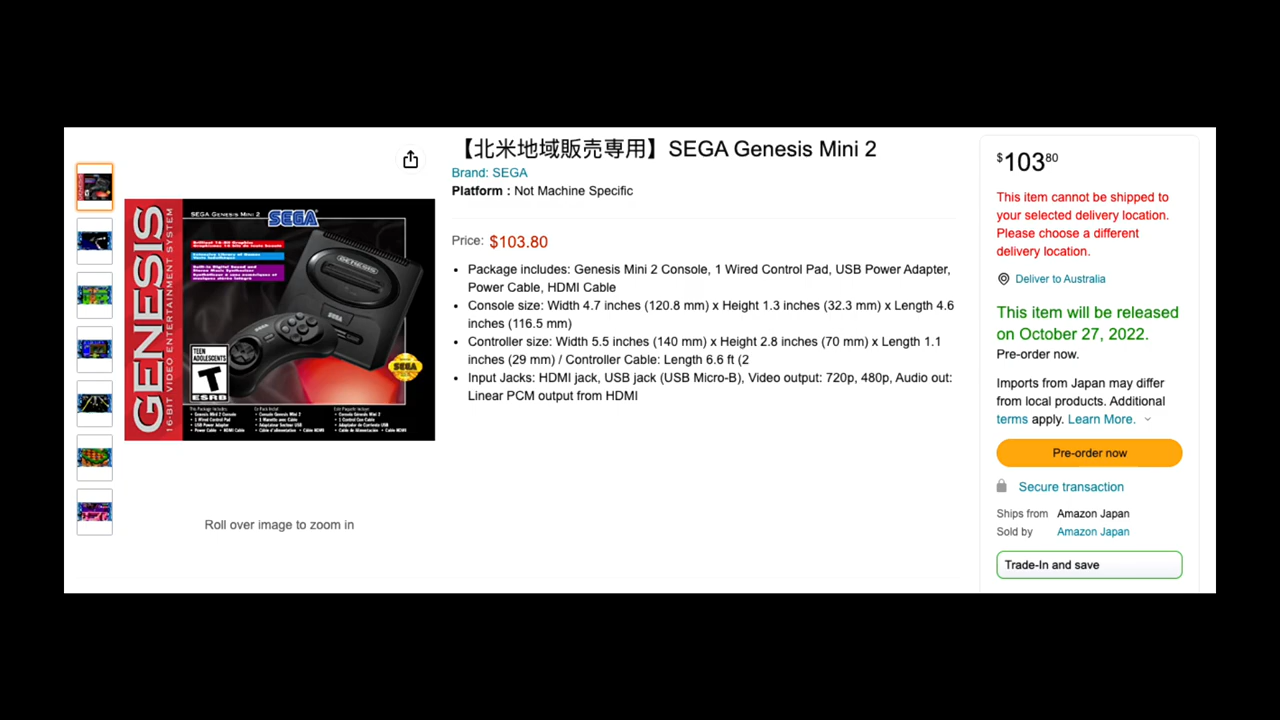 【北米地域販売専用】SEGA Genesis Mini 2
Brand: SEGA
Platform : Not Machine Specific
Price: $103.80
Package includes: Genesis Mini 2 Console, 1 Wired Control Pad, USB Power Adapter,
Power Cable, HDMI Cable
Console size: Width 4.7 inches (120.8 mm) x Height 1.3 inches (32.3 mm) x Length 4.6
inches (116.5 mm)
Controller size: Width 5.5 inches (140 mm) x Height 2.8 inches (70 mm) x Length 1.1
inches (29 mm) / Controller Cable: Length 6.6 ft (2
Input Jacks: HDMI jack, USB jack (USB Micro-B), Video output: 720p, 480p, Audio out:
Linear PCM output from HDMI
GENESIS
16-BIT VIDEO ENTERTAINMENT SYSTEM
SEGA GENESIS MINI 2
SEGA
GENESIS
TEEN
ADOLESCENTS
T
ESRB
SEGA
Roll over image to zoom in
$103.80
This item cannot be shipped to
your selected delivery location.
Please choose a different
delivery location.
Deliver to Australia
This item will be released
on October 27, 2022.
Pre-order now.
Imports from Japan may differ
from local products. Additional
terms apply. Learn More.
Pre-order now
Secure transaction
Ships from Amazon Japan
Sold by Amazon Japan
Trade-In and save